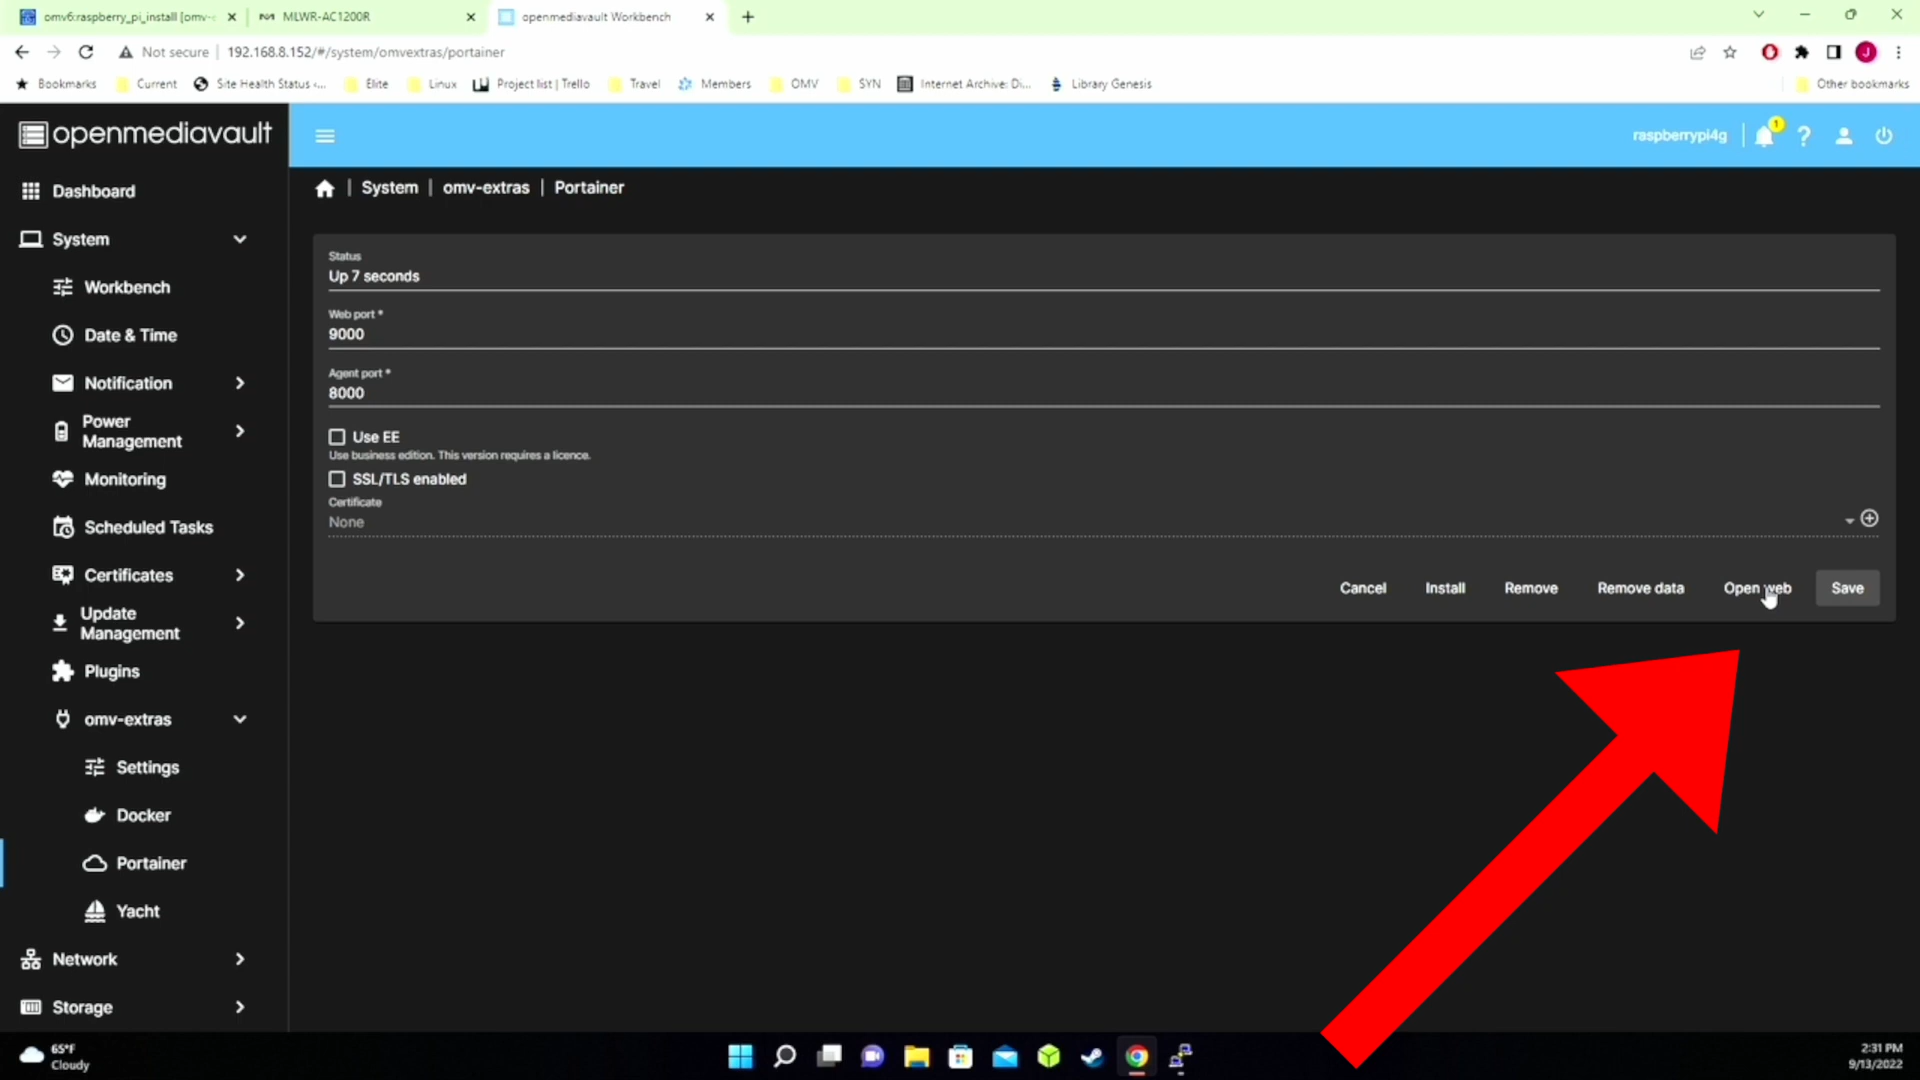 omv6:raspberry_pi_install [omv-
MLWR-AC1200R
openmediavault Workbench
Not secure
192.168.8.152/#/system/omvextras/portainer
Bookmarks
Current
Site Health Status ‹...
Elite
Linux
Project list | Trello
Travel
Members
OMV
SYN
Internet Archive: Di...
Library Genesis
Other bookmarks
openmediavault
raspberrypi4g
1
J
System | omv-extras | Portainer
Dashboard
System
Workbench
Date & Time
Notification
Power
Management
Monitoring
Scheduled Tasks
Certificates
Update
Management
Plugins
omv-extras
Settings
Docker
Portainer
Yacht
Network
Storage
Status
Up 7 seconds
Web port *
9000
Agent port *
8000
Use EE
Use business edition. This version requires a licence.
SSL/TLS enabled
Certificate
None
Cancel
Install
Remove
Remove data
Open web
Save
65°F
Cloudy
2:31 PM
9/13/2022